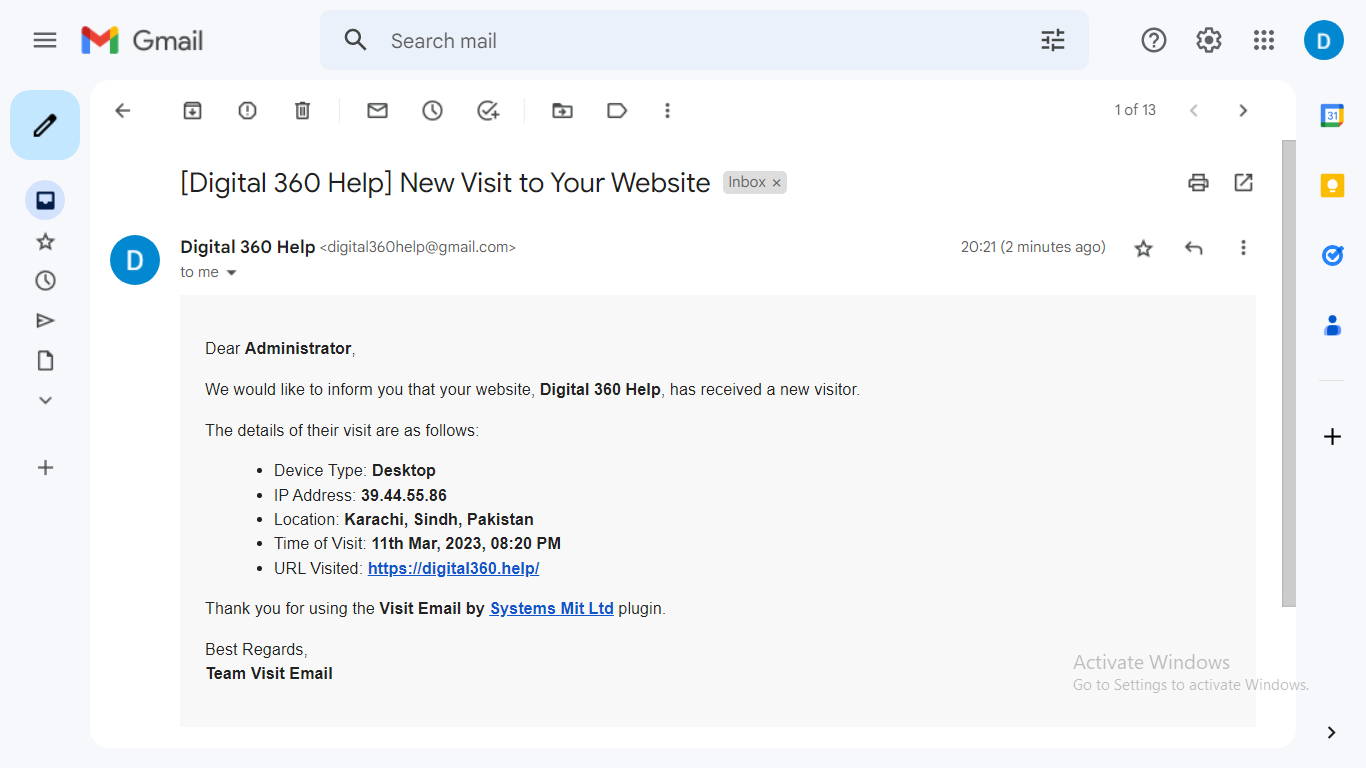 Gmail
Search mail
D
1 of 13
[Digital 360 Help] New Visit to Your Website
Inbox ×
D
Digital 360 Help <digital360help@gmail.com>
20:21 (2 minutes ago)
to me
Dear Administrator,
We would like to inform you that your website, Digital 360 Help, has received a new visitor.
The details of their visit are as follows:
• Device Type: Desktop
• IP Address: 39.44.55.86
• Location: Karachi, Sindh, Pakistan
• Time of Visit: 11th Mar, 2023, 08:20 PM
• URL Visited: https://digital360.help/
Thank you for using the Visit Email by Systems Mit Ltd plugin.
Best Regards,
Team Visit Email
Activate Windows
Go to Settings to activate Windows.
31